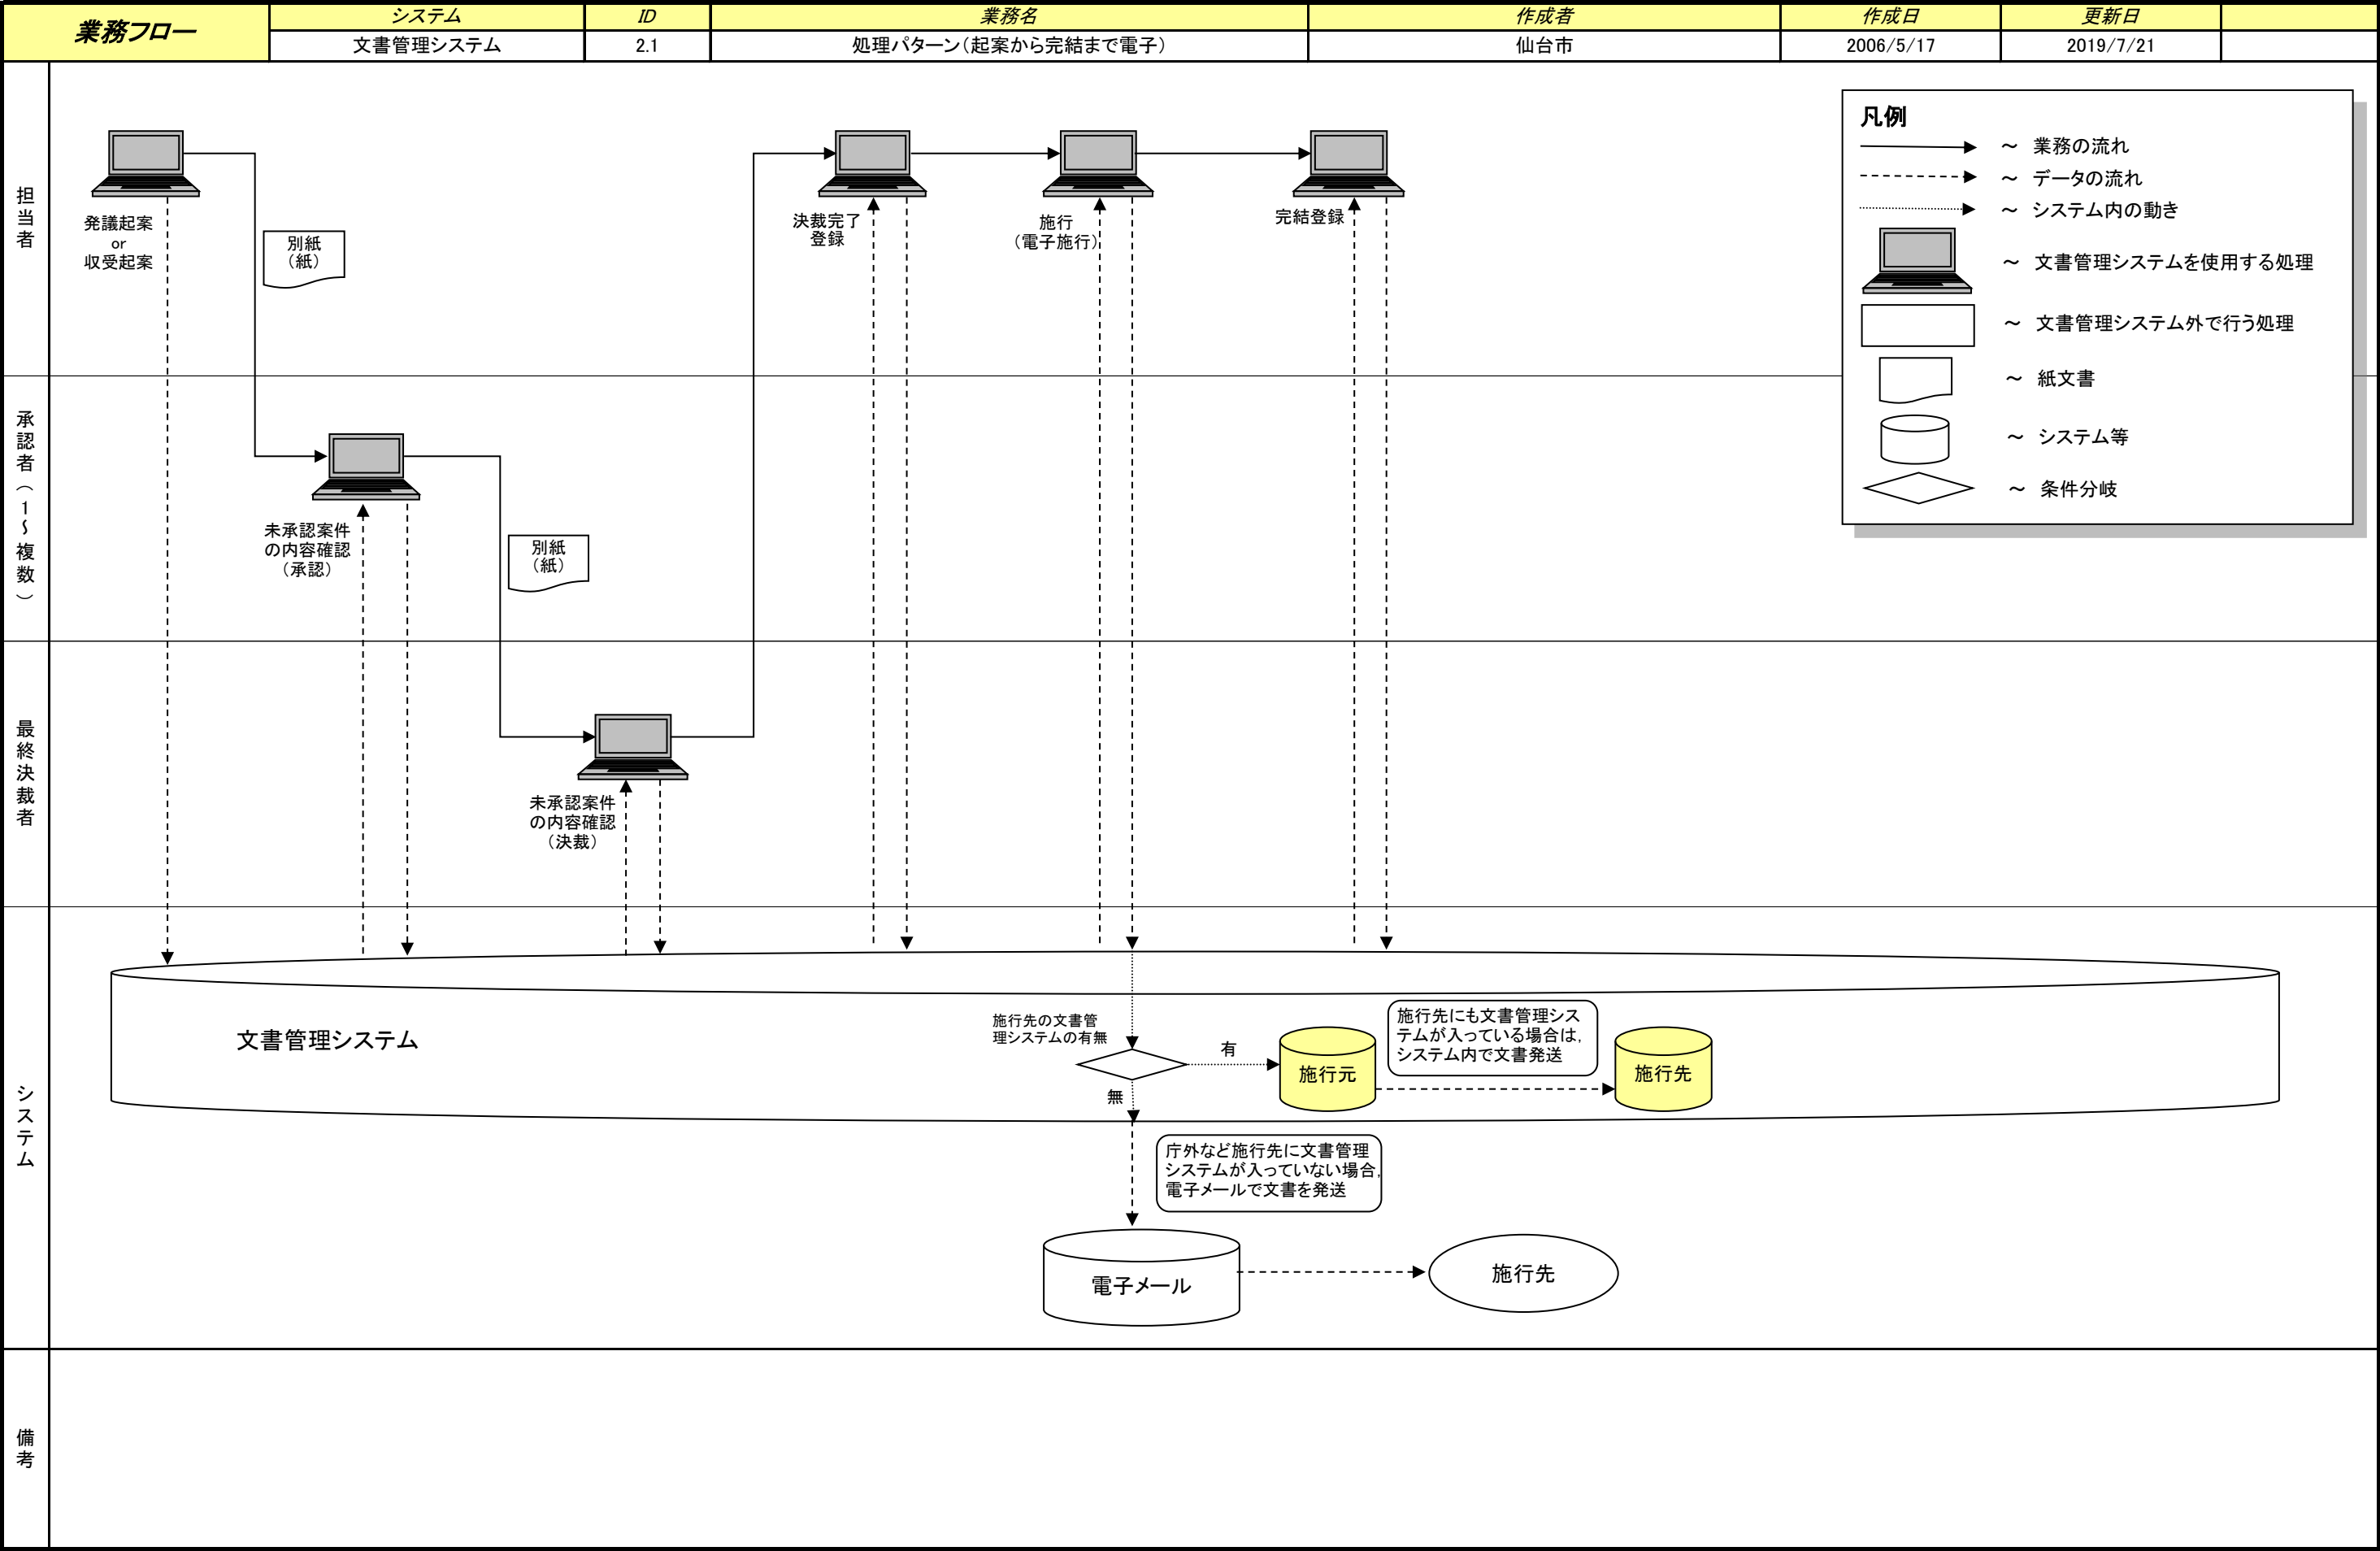 業務フロー
システム
ID
業務名
作成者
作成日
更新日
文書管理システム
2.1
処理パターン（起案から完結まで電子）
仙台市
2006/5/17
2019/7/21
担当者
発議起案
or
収受起案
別紙
（紙）
決裁完了
登録
施行
（電子施行）
完結登録
凡例
～ 業務の流れ
～ データの流れ
～ システム内の動き
～ 文書管理システムを使用する処理
～ 文書管理システム外で行う処理
～ 紙文書
～ システム等
～ 条件分岐
承認者（1～複数）
未承認案件
の内容確認
（承認）
別紙
（紙）
最終決裁者
未承認案件
の内容確認
（決裁）
システム
文書管理システム
施行先の文書管
理システムの有無
有
無
施行元
施行先にも文書管理シス
テムが入っている場合は，
システム内で文書発送
施行先
庁外など施行先に文書管理
システムが入っていない場合，
電子メールで文書を発送
電子メール
施行先
備考